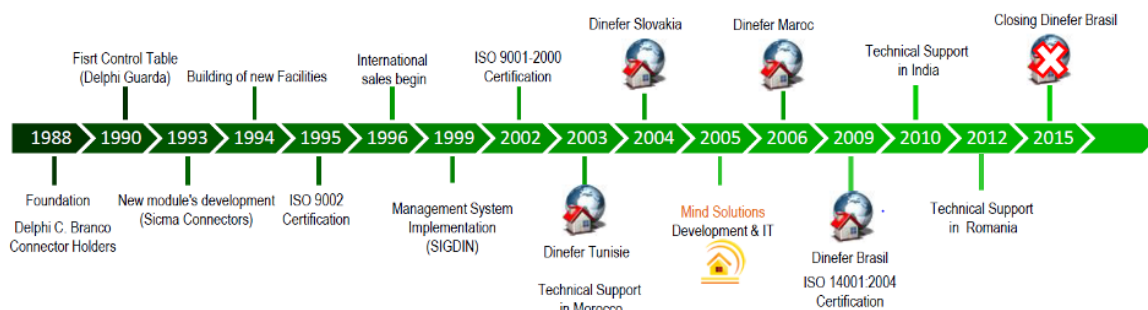 Dinefer Slovakia
Dinefer Maroc
Closing Dinefer Brasil
Fisrt Control Table
(Delphi Guarda)
Building of new Facilities
International
sales begin
ISO 9001-2000
Certification
Technical Support
in India
1988 1990 1993 1994 1995 1996 1999 2002 2003 2004 2005 2006 2009 2010 2012 2015
Foundation
Delphi C. Branco
Connector Holders
New module's development
(Sicma Connectors)
ISO 9002
Certification
Management System
Implementation
(SIGDIN)
Dinefer Tunisie
Technical Support
in Morocco
Mind Solutions
Development & IT
Dinefer Brasil
ISO 14001:2004
Certification
Technical Support
in Romania